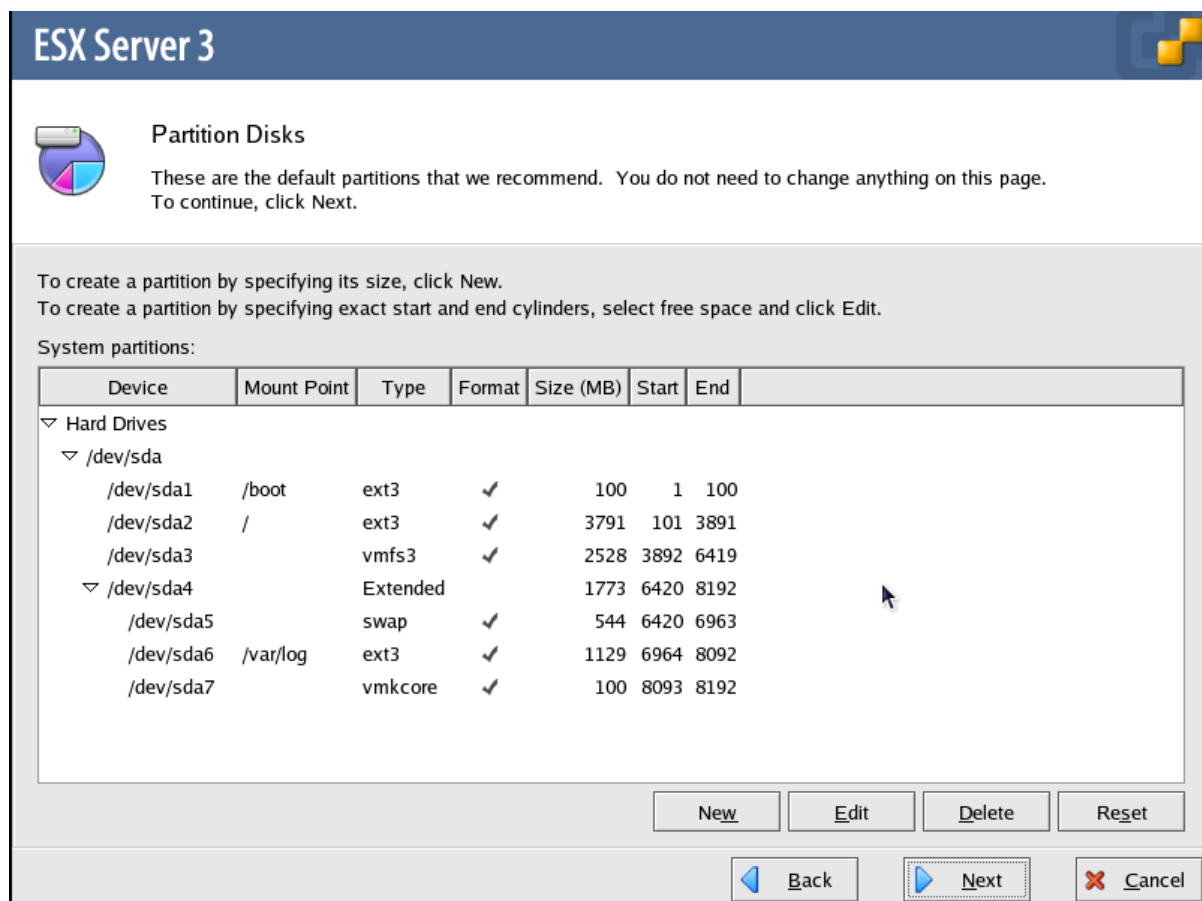 ESX Server 3
Partition Disks
These are the default partitions that we recommend.  You do not need to change anything on this page.
To continue, click Next.
To create a partition by specifying its size, click New.
To create a partition by specifying exact start and end cylinders, select free space and click Edit.
System partitions:
Device Mount Point Type Format Size (MB) Start End
Hard Drives
/dev/sda
/dev/sda1 /boot ext3 ✓ 100 1 100
/dev/sda2 / ext3 ✓ 3791 101 3891
/dev/sda3 vmfs3 ✓ 2528 3892 6419
/dev/sda4 Extended 1773 6420 8192
/dev/sda5 swap ✓ 544 6420 6963
/dev/sda6 /var/log ext3 ✓ 1129 6964 8092
/dev/sda7 vmkcore ✓ 100 8093 8192
New Edit Delete Reset
Back Next Cancel